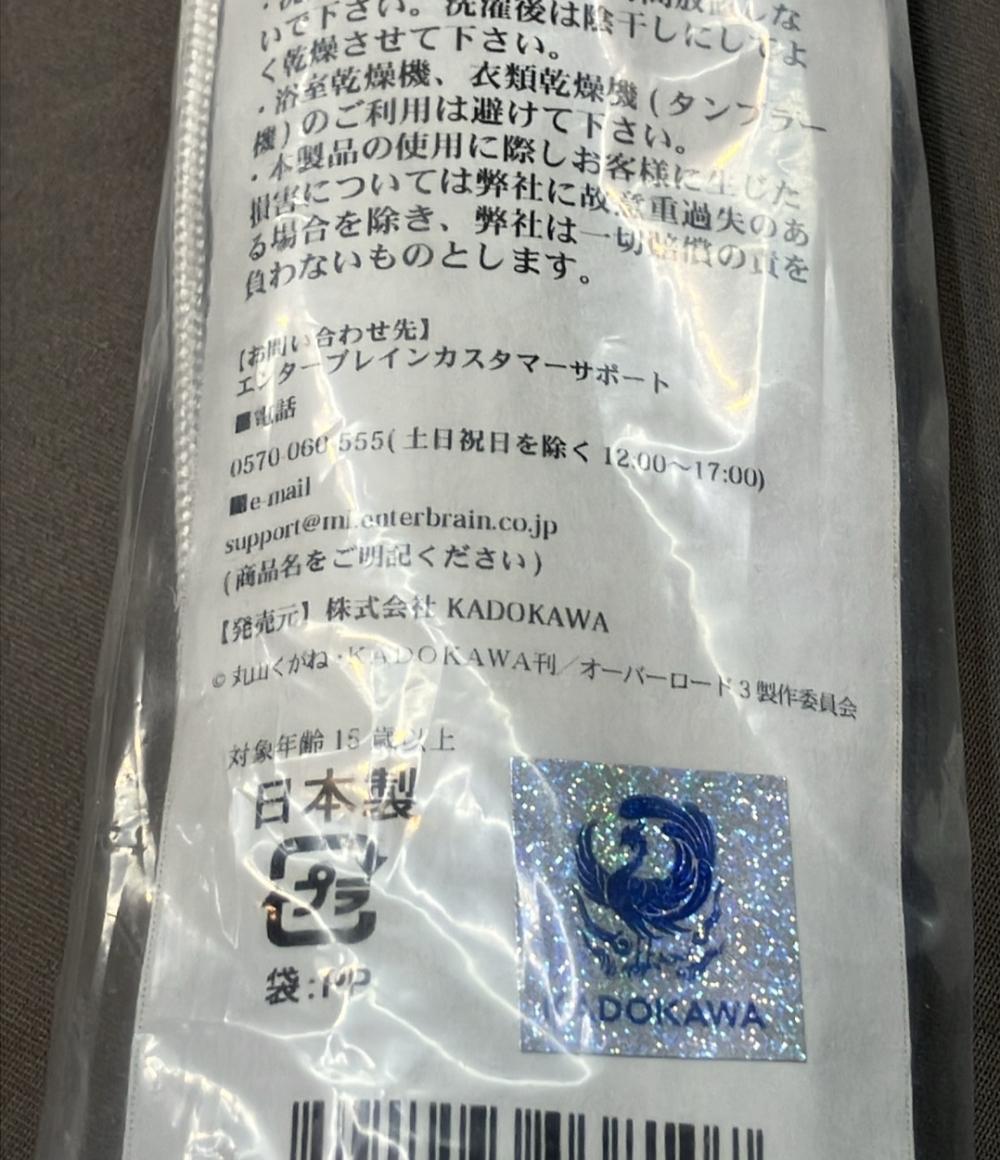 いで下さい。洗濯後は陰干しにしてよ
く乾燥させて下さい。
・浴室乾燥機、衣類乾燥機(タンブラー
機)のご利用は避けて下さい。
・本製品の使用に際しお客様に生じた
損害については弊社に故意重過失のあ
る場合を除き、弊社は一切賠償の責を
負わないものとします。
【お問い合わせ先】
エンターブレインカスタマーサポート
■電話
0570-060-555(土日祝日を除く 12:00〜17:00)
■e-mail
support@ml.enterbrain.co.jp
(商品名をご明記ください)
【発売元】株式会社 KADOKAWA
©丸山くがね・KADOKAWA刊／オーバーロード3製作委員会
対象年齢 15 歳以上
日本製
プラ
袋:PP
KADOKAWA